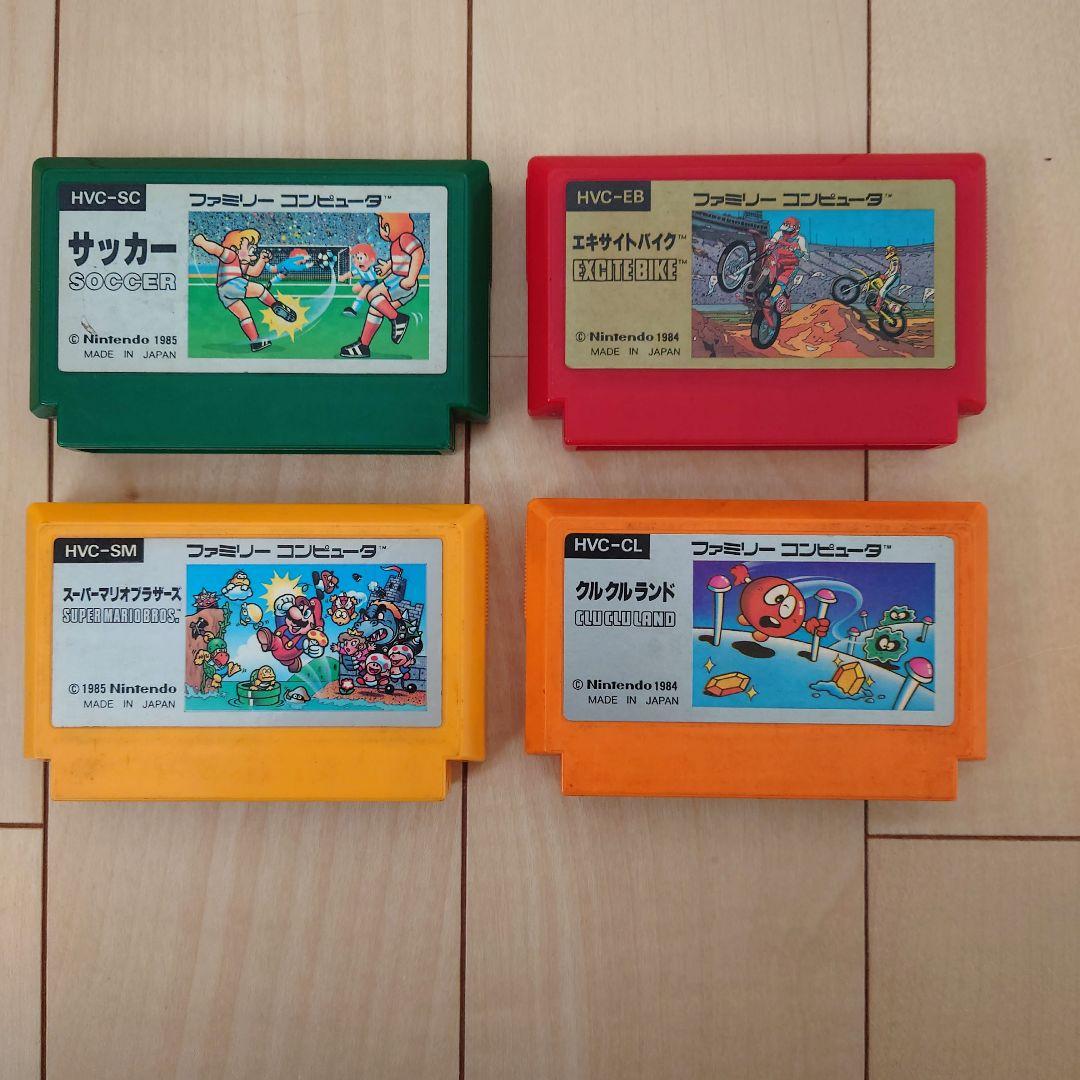 HVC-SC
ファミリー コンピュータ™
サッカー
SOCCER
© Nintendo 1985
MADE IN JAPAN
HVC-EB
ファミリー コンピュータ™
エキサイトバイク™
EXCITEBIKE™
© Nintendo 1984
MADE IN JAPAN
HVC-SM
ファミリー コンピュータ™
スーパーマリオブラザーズ
SUPER MARIO BROS.™
© 1985 Nintendo
MADE IN JAPAN
HVC-CL
ファミリー コンピュータ™
クルクルランド
CLU CLU LAND
© Nintendo 1984
MADE IN JAPAN